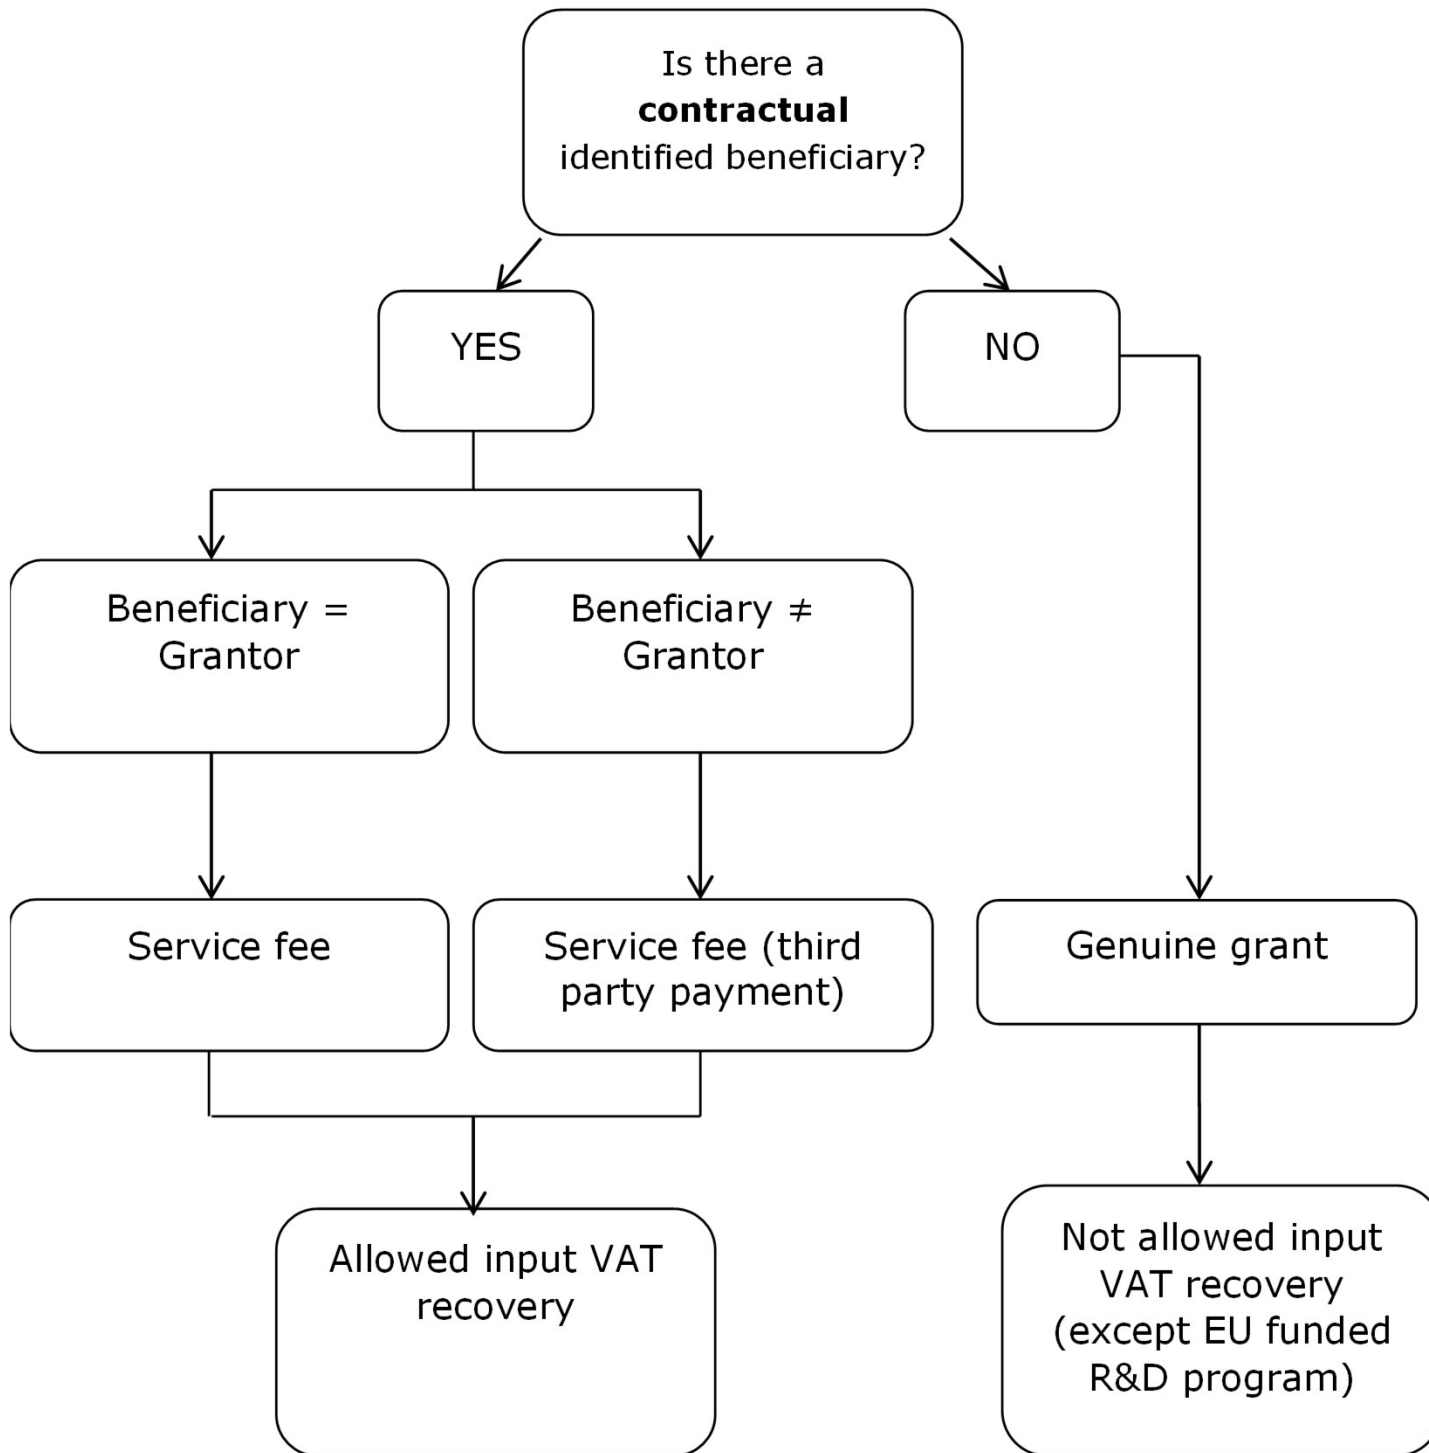 Is there a
contractual
identified beneficiary?
YES
NO
Beneficiary =
Grantor
Beneficiary ≠
Grantor
Service fee
Service fee (third
party payment)
Genuine grant
Allowed input VAT
recovery
Not allowed input
VAT recovery
(except EU funded
R&D program)